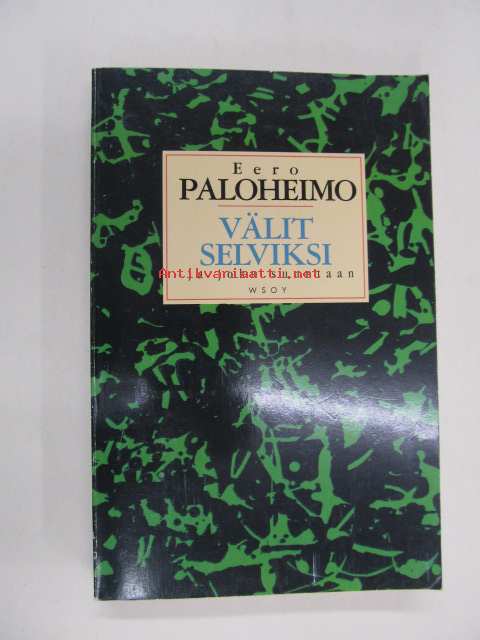 Eero
PALOHEIMO
VÄLIT
SELVIKSI
Antikvariaatti.net
WSOY